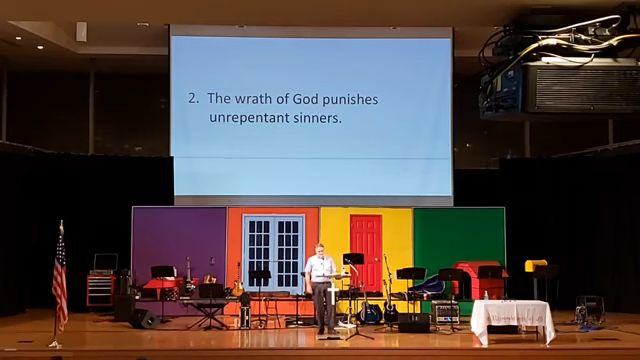 2. The wrath of God punishes
unrepentant sinners.